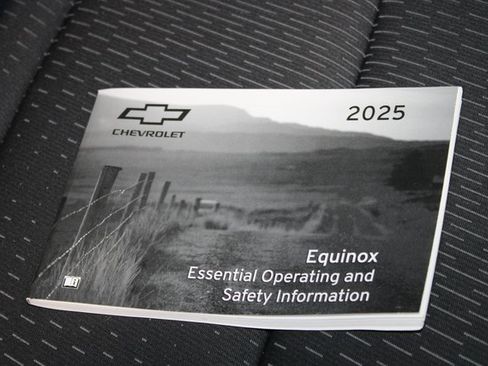 2025
CHEVROLET
Equinox
Essential Operating and
Safety Information